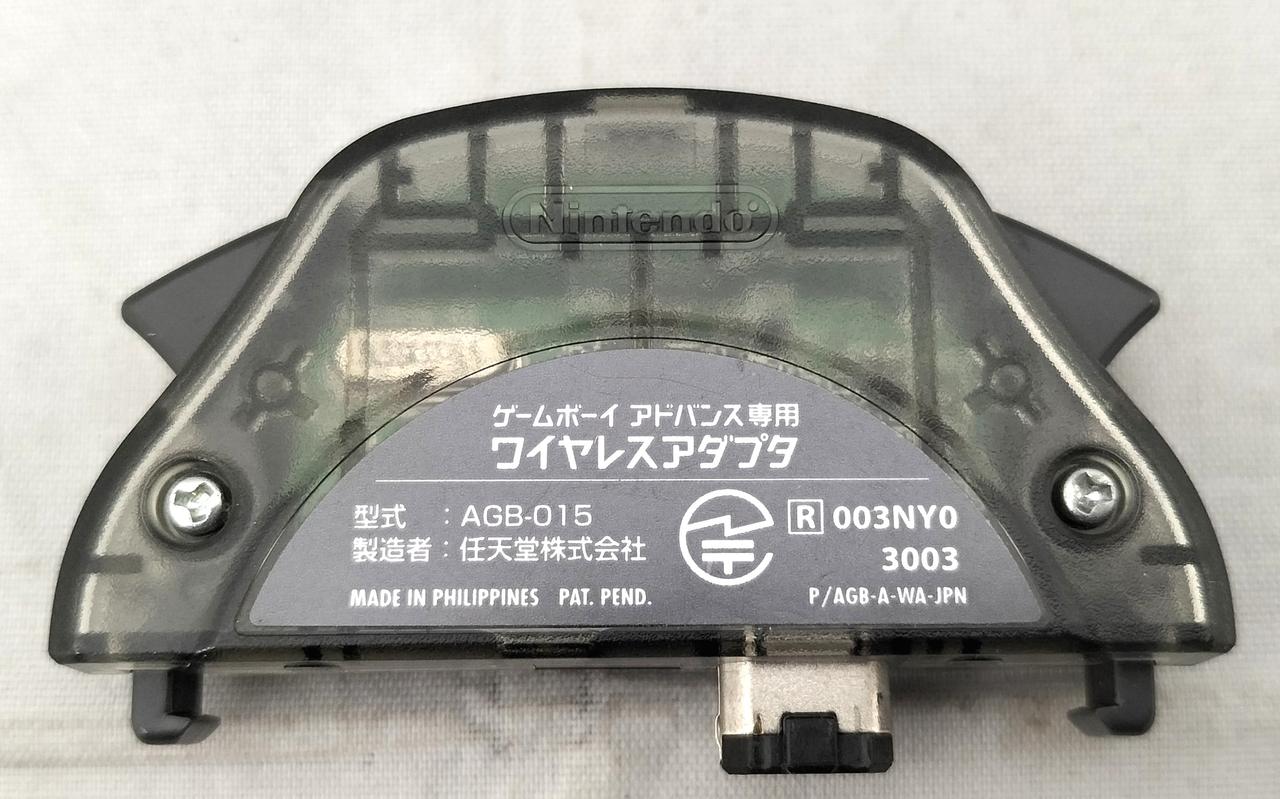 Nintendo
ゲームボーイ アドバンス専用
ワイヤレスアダプタ
型式 : AGB-015
製造者 : 任天堂株式会社
R 003NY0
3003
MADE IN PHILIPPINES PAT. PEND.
P/AGB-A-WA-JPN